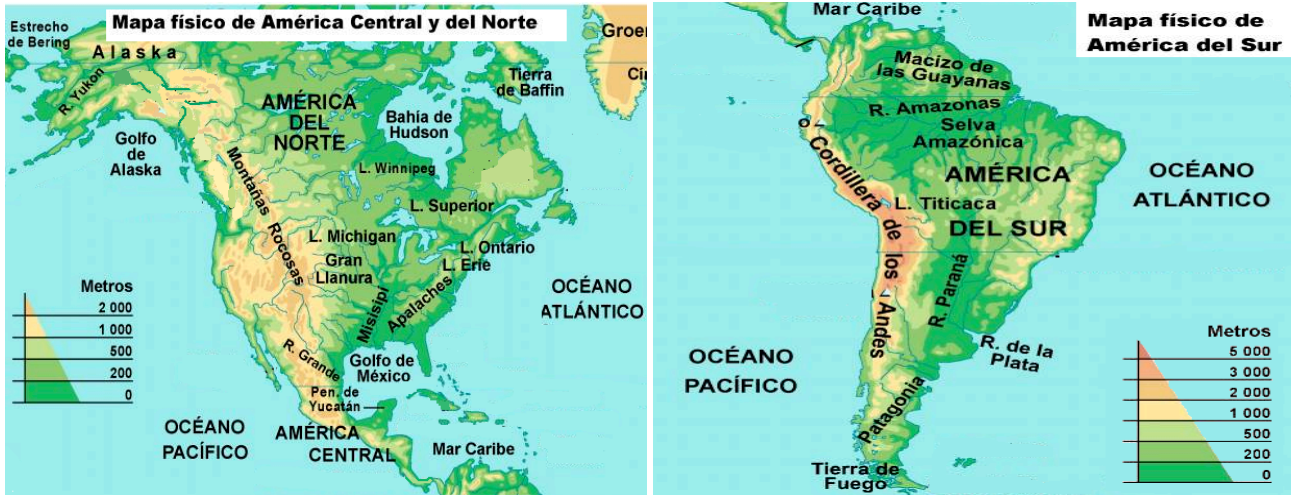 Mapa físico de América Central y del Norte
Estrecho
de Bering
Alaska
R. Yukon
Golfo
de
Alaska
AMÉRICA
DEL
NORTE
Tierra
de Baffin
Groen
Cír
Bahía de
Hudson
Montañas Rocosas
L. Winnipeg
L. Superior
L. Michigan
L. Ontario
L. Erie
Gran
Llanura
Misisipi
Apalaches
OCÉANO
ATLÁNTICO
Metros
2 000
1 000
500
200
0
R. Grande
Golfo de
México
Pen. de
Yucatán
OCÉANO
PACÍFICO
AMÉRICA
CENTRAL
Mar Caribe
Mapa físico de
América del Sur
Mar Caribe
Macizo de
las Guayanas
R. Amazonas
Selva
Amazónica
Cordillera de los Andes
AMÉRICA
DEL SUR
L. Titicaca
R. Paraná
R. de la
Plata
OCÉANO
ATLÁNTICO
OCÉANO
PACÍFICO
Patagonia
Tierra de
Fuego
Metros
5 000
3 000
2 000
1 000
500
200
0